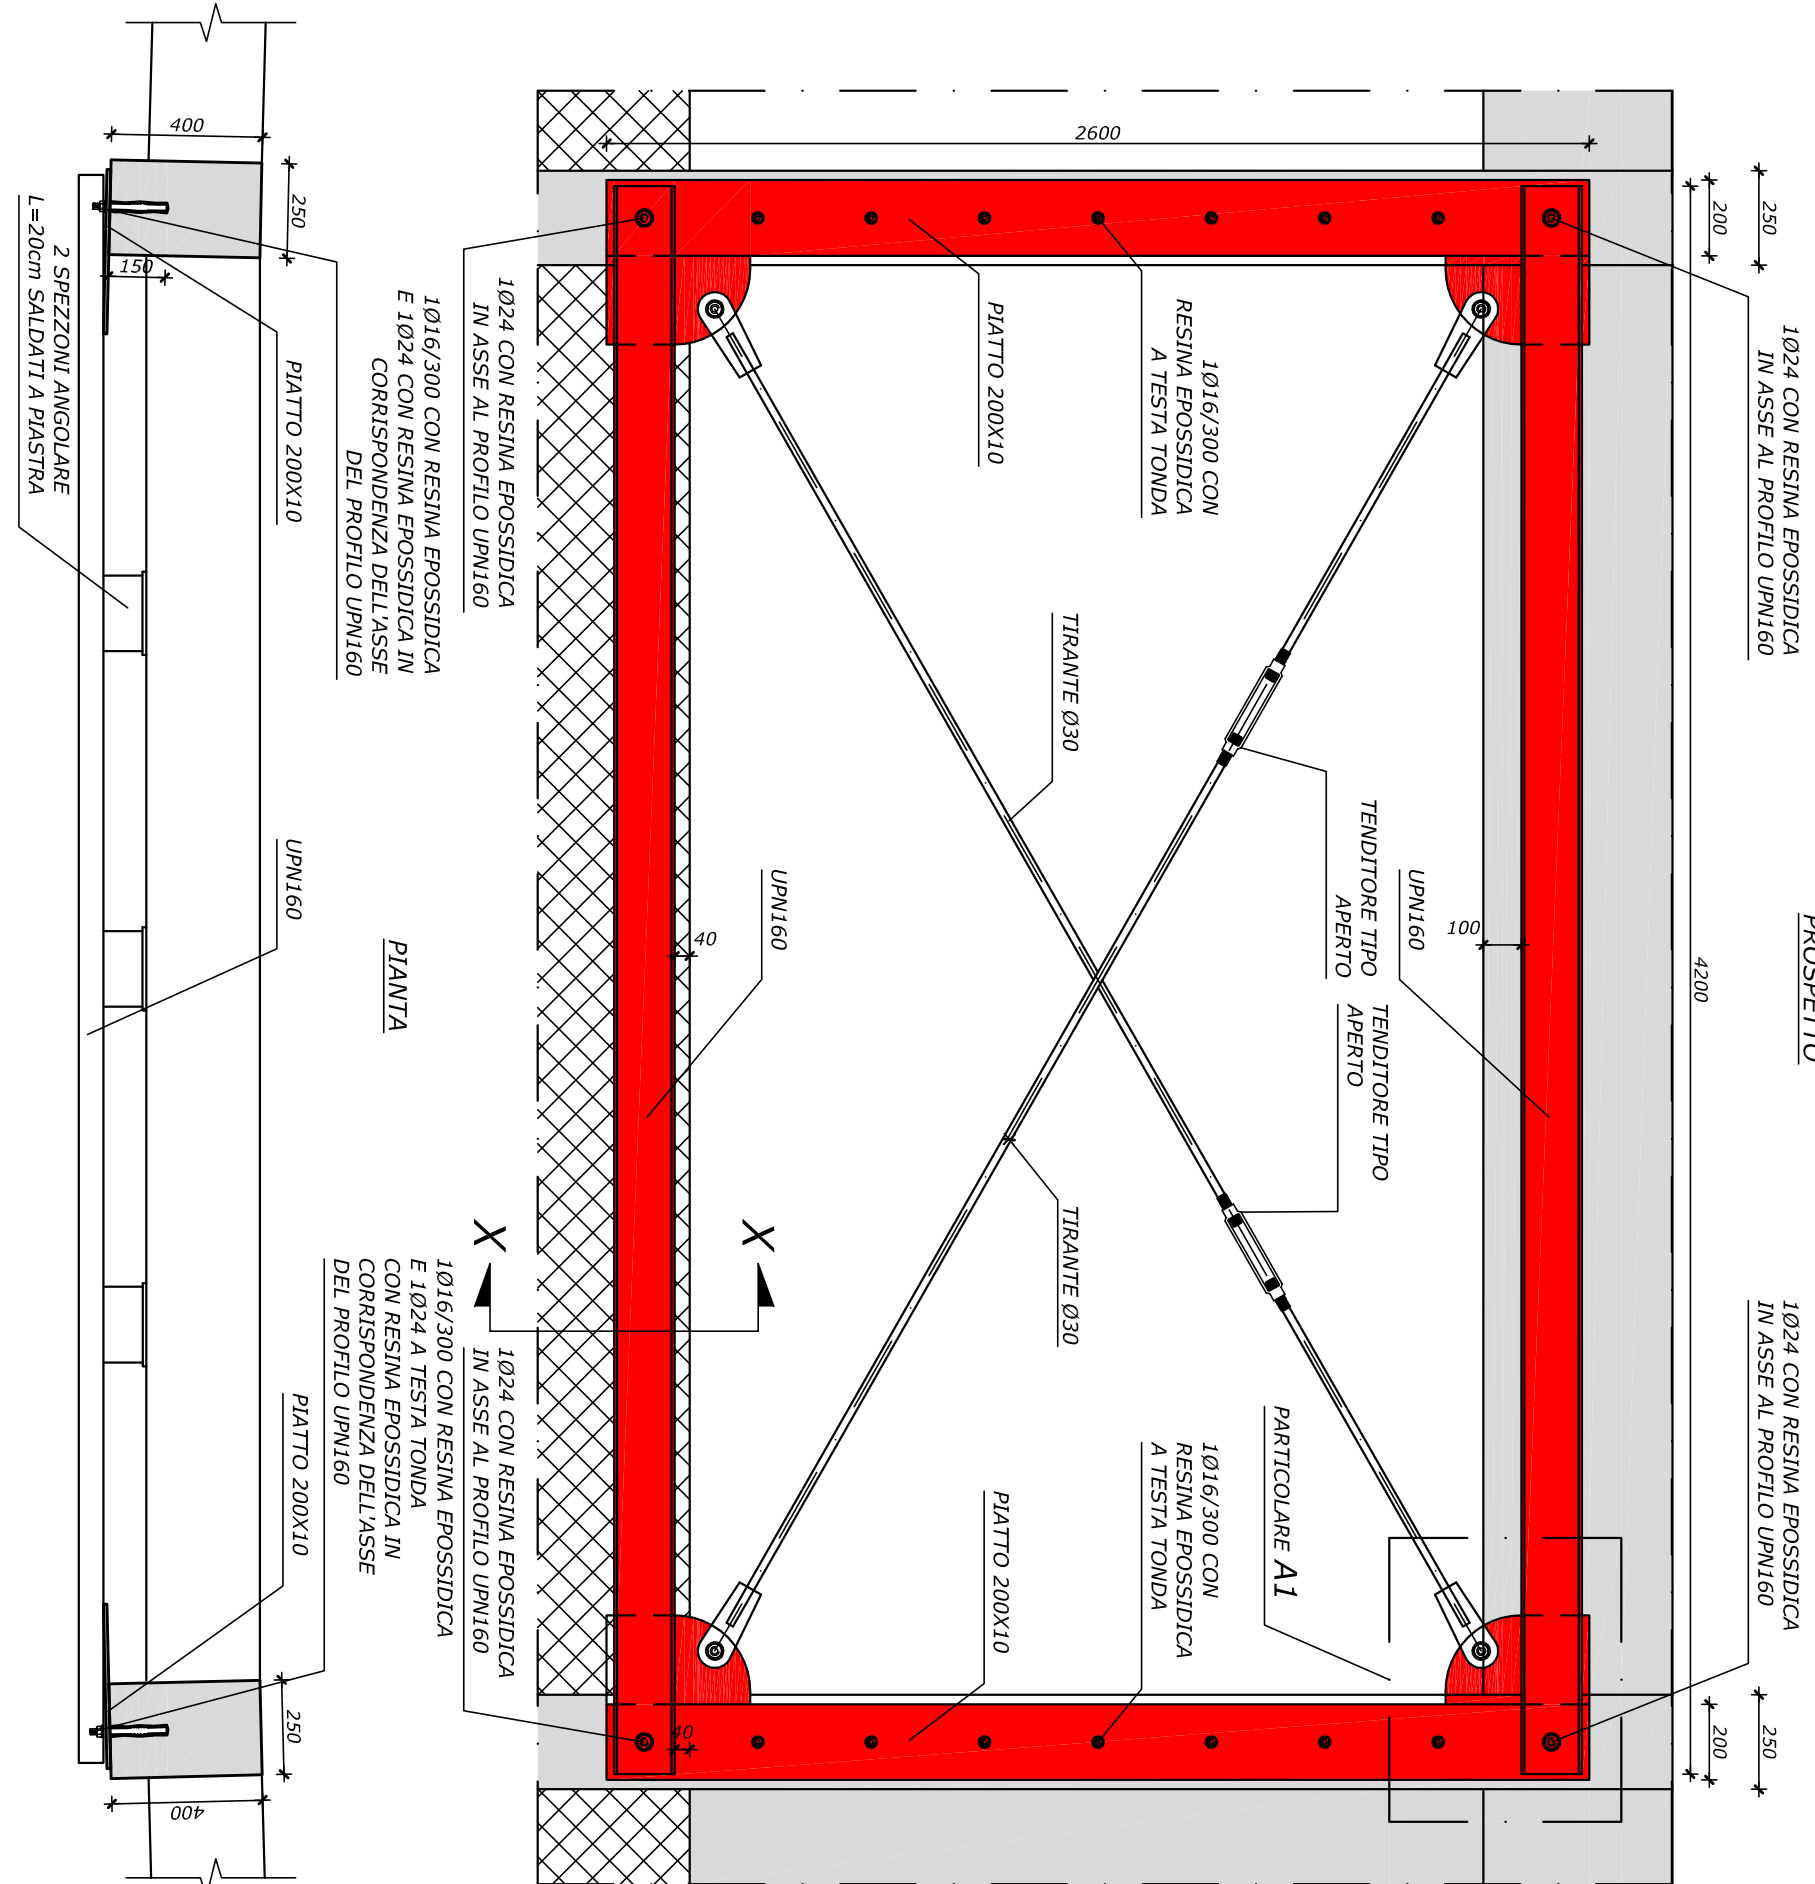 PROSPETTO
1Ø24 CON RESINA EPOSSIDICA
IN ASSE AL PROFILO UPN160
1Ø24 CON RESINA EPOSSIDICA
IN ASSE AL PROFILO UPN160
250
200
4200
250
200
UPN160
100
TENDITORE TIPO
APERTO
TENDITORE TIPO
APERTO
PARTICOLARE A1
1Ø16/300 CON
RESINA EPOSSIDICA
A TESTA TONDA
1Ø16/300 CON
RESINA EPOSSIDICA
A TESTA TONDA
2600
TIRANTE Ø30
TIRANTE Ø30
PIATTO 200X10
PIATTO 200X10
UPN160
40
40
X
X
1Ø24 CON RESINA EPOSSIDICA
IN ASSE AL PROFILO UPN160
1Ø24 CON RESINA EPOSSIDICA
IN ASSE AL PROFILO UPN160
PIANTA
1Ø16/300 CON RESINA EPOSSIDICA
E 1Ø24 CON RESINA EPOSSIDICA IN
CORRISPONDENZA DELL'ASSE
DEL PROFILO UPN160
1Ø16/300 CON RESINA EPOSSIDICA
E 1Ø24 A TESTA TONDA
CON RESINA EPOSSIDICA IN
CORRISPONDENZA DELL'ASSE
DEL PROFILO UPN160
250
PIATTO 200X10
UPN160
PIATTO 200X10
250
400
150
400
2 SPEZZONI ANGOLARE
L=20cm SALDATI A PIASTRA